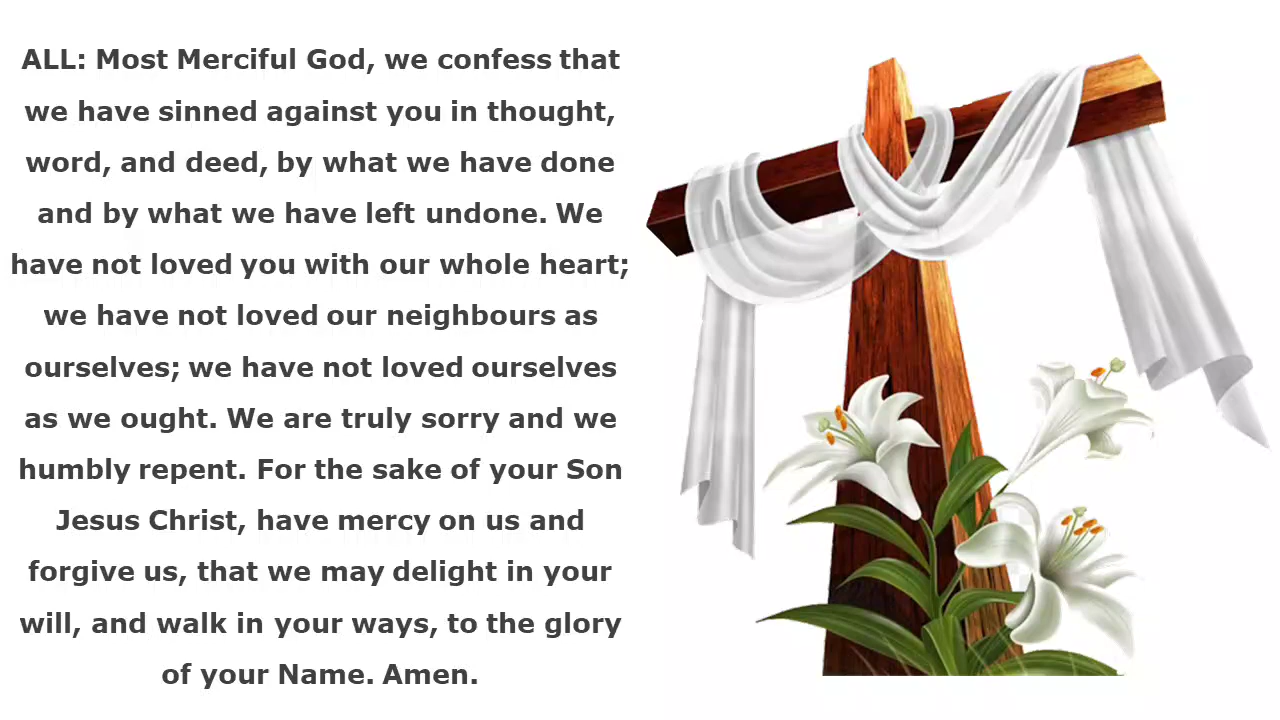 ALL: Most Merciful God, we confess that
we have sinned against you in thought,
word, and deed, by what we have done
and by what we have left undone. We
have not loved you with our whole heart;
we have not loved our neighbours as
ourselves; we have not loved ourselves
as we ought. We are truly sorry and we
humbly repent. For the sake of your Son
Jesus Christ, have mercy on us and
forgive us, that we may delight in your
will, and walk in your ways, to the glory
of your Name. Amen.